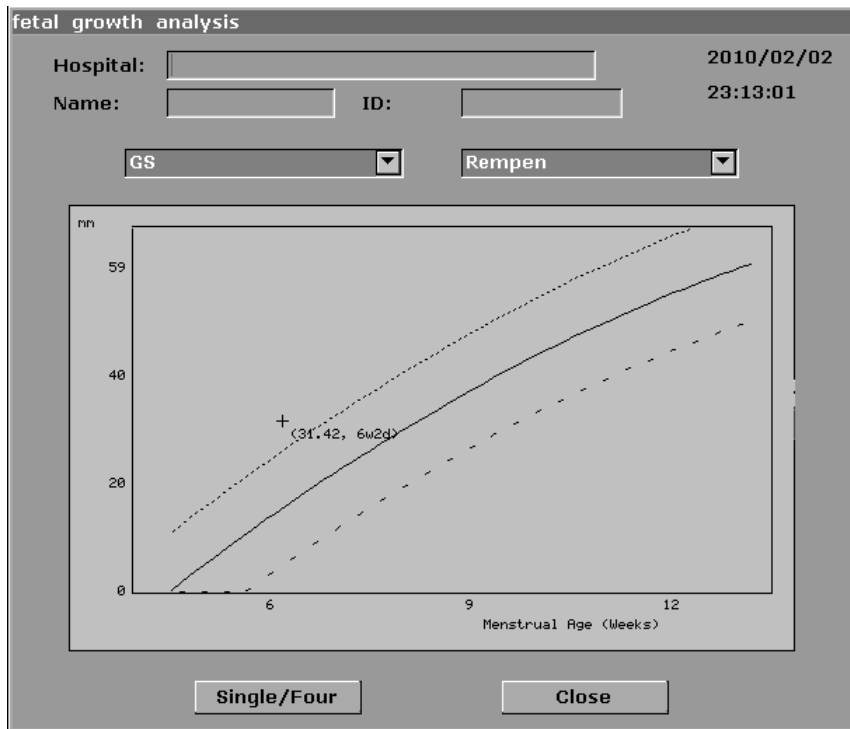 fetal growth analysis
Hospital: 2010/02/02
Name: ID: 23:13:01
GS Rempen
mm
59
40
(31.42, 6w2d)
20
0
6 9 12
Menstrual Age (Weeks)
Single/Four Close